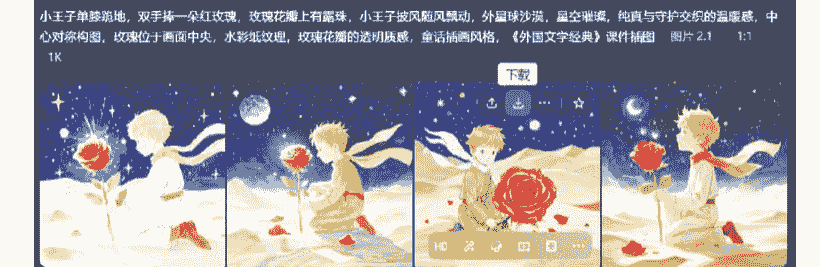 小王子单膝跪地，双手捧一朵红玫瑰，玫瑰花瓣上有露珠，小王子披风随风飘动，外星球沙漠，星空璀璨，纯真与守护交织的温暖感，中
心对称构图，玫瑰位于画面中央，水彩纸纹理，玫瑰花瓣的透明质感，童话插画风格，《外国文学经典》课件插图 图片 2.1 1:1
1K
下载
HD